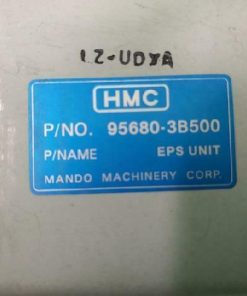 LZ-UDYA
HMC
P/NO. 95680-3B500
P/NAME EPS UNIT
MANDO MACHINERY CORP.